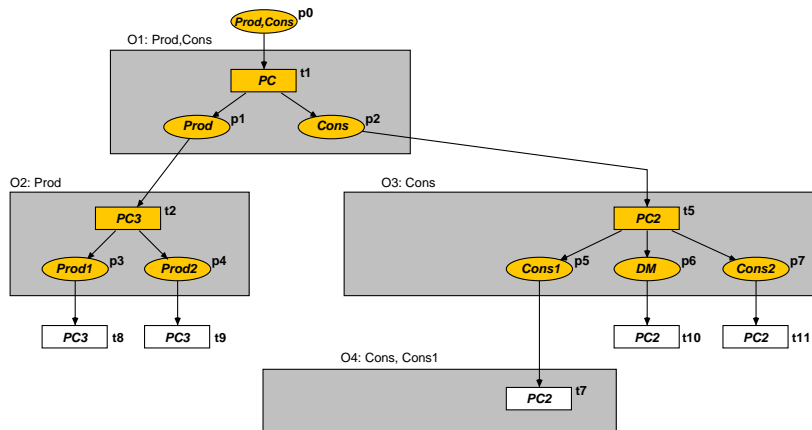 Prod,Cons p0
O1: Prod,Cons
PC t1
Prod p1 Cons p2
O2: Prod O3: Cons
PC3 t2 PC2 t5
Prod1 p3 Prod2 p4 Cons1 p5 DM p6 Cons2 p7
PC3 t8 PC3 t9 PC2 t10 PC2 t11
O4: Cons, Cons1
PC2 t7